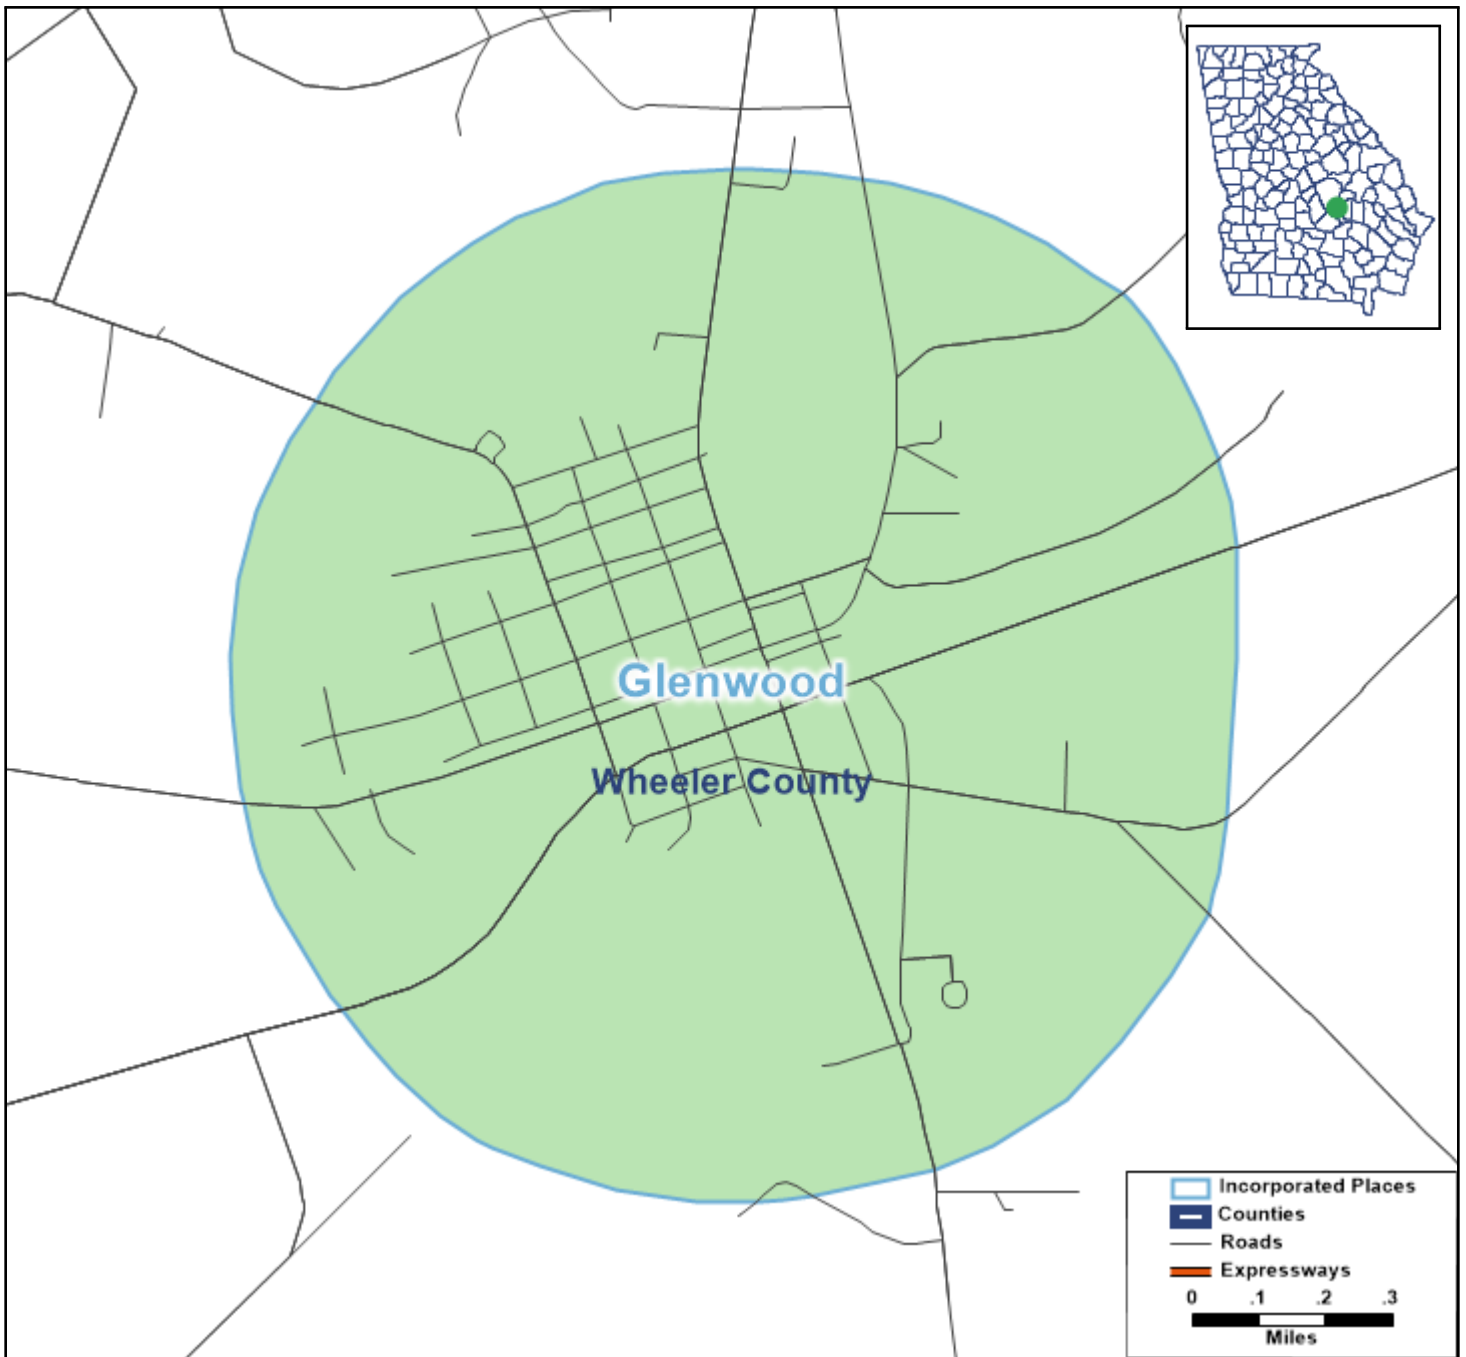 Glenwood
Wheeler County
Incorporated Places
Counties
Roads
Expressways
0 .1 .2 .3
Miles